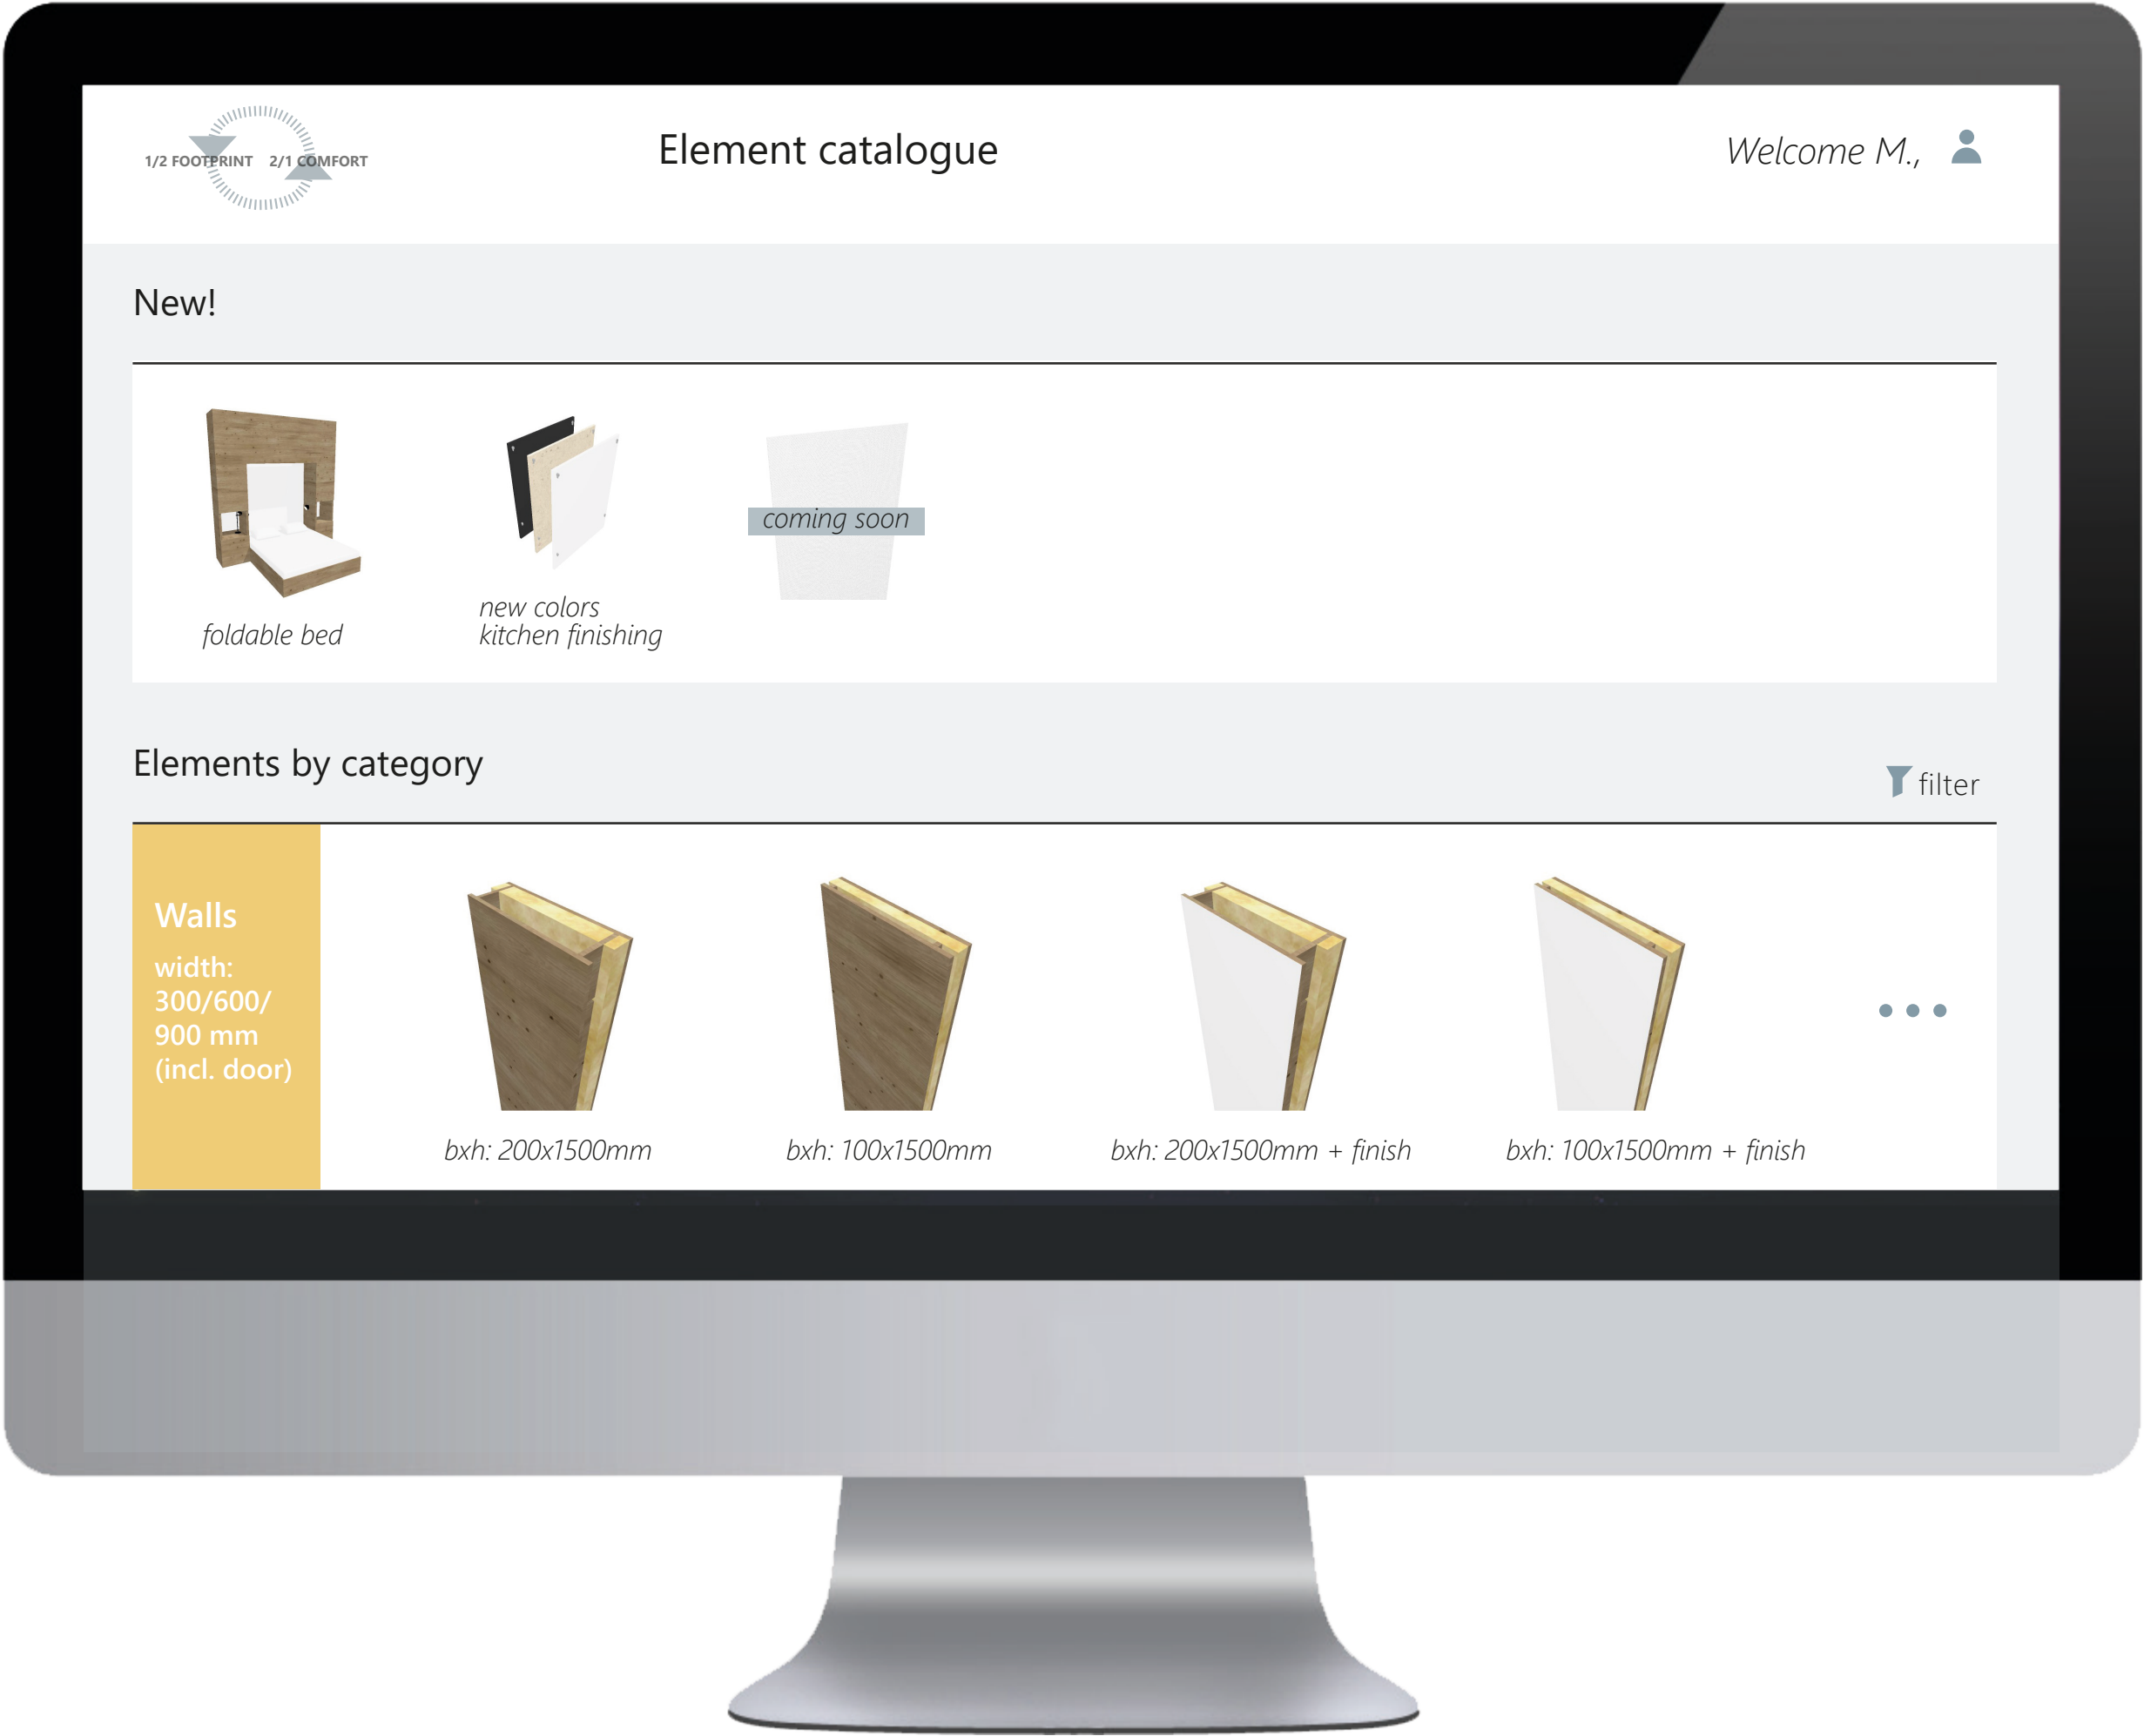 1/2 FOOTPRINT 2/1 COMFORT
Element catalogue
Welcome M.,
New!
foldable bed
new colors
kitchen finishing
coming soon
Elements by category
filter
Walls
width:
300/600/
900 mm
(incl. door)
bxh: 200x1500mm
bxh: 100x1500mm
bxh: 200x1500mm + finish
bxh: 100x1500mm + finish